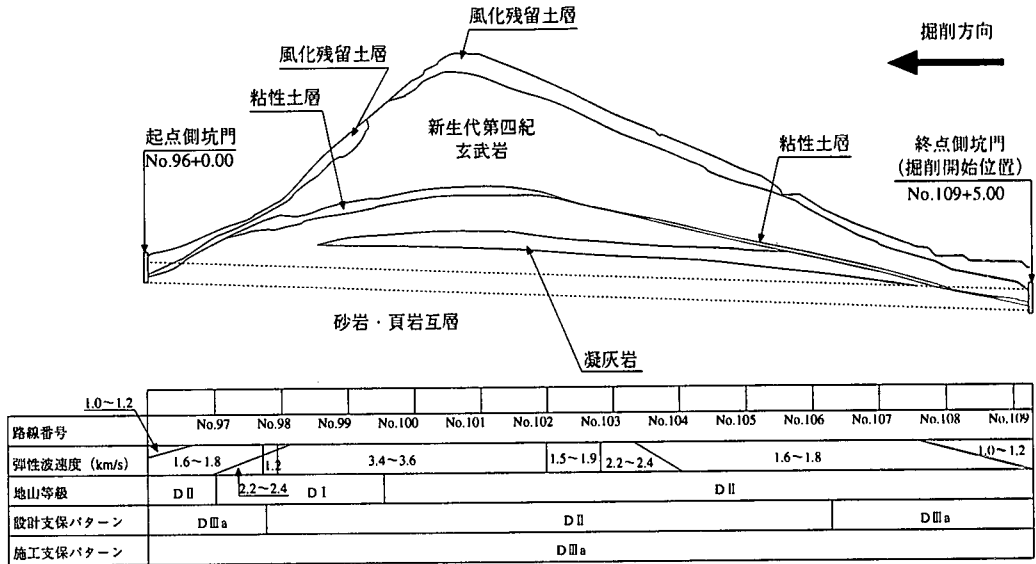 風化残留土層
掘削方向
風化残留土層
粘性土層
新生代第四紀
玄武岩
起点側坑門
No.96+0.00
粘性土層
終点側坑門
(掘削開始位置)
No.109+5.00
砂岩・頁岩互層
凝灰岩
1.0~1.2
路線番号 No.97 No.98 No.99 No.100 No.101 No.102 No.103 No.104 No.105 No.106 No.107 No.108 No.109
弾性波速度 (km/s) 1.6~1.8 1.2 3.4~3.6 1.5~1.9 2.2~2.4 1.6~1.8 1.0~1.2
2.2~2.4
地山等級 DⅡ DⅠ DⅡ
設計支保パターン DⅢa DⅡ DⅢa
施工支保パターン DⅢa